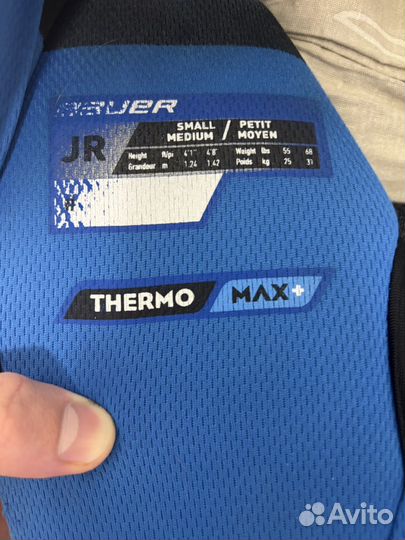 BAUER
JR
SMALL / PETIT
MEDIUM / MOYEN
Height ft/pi 4'1" 4'8" Weight lbs 55 68
Grandeur m 1.24 1.42 Poids kg 25 31
#
THERMO MAX+
Avito